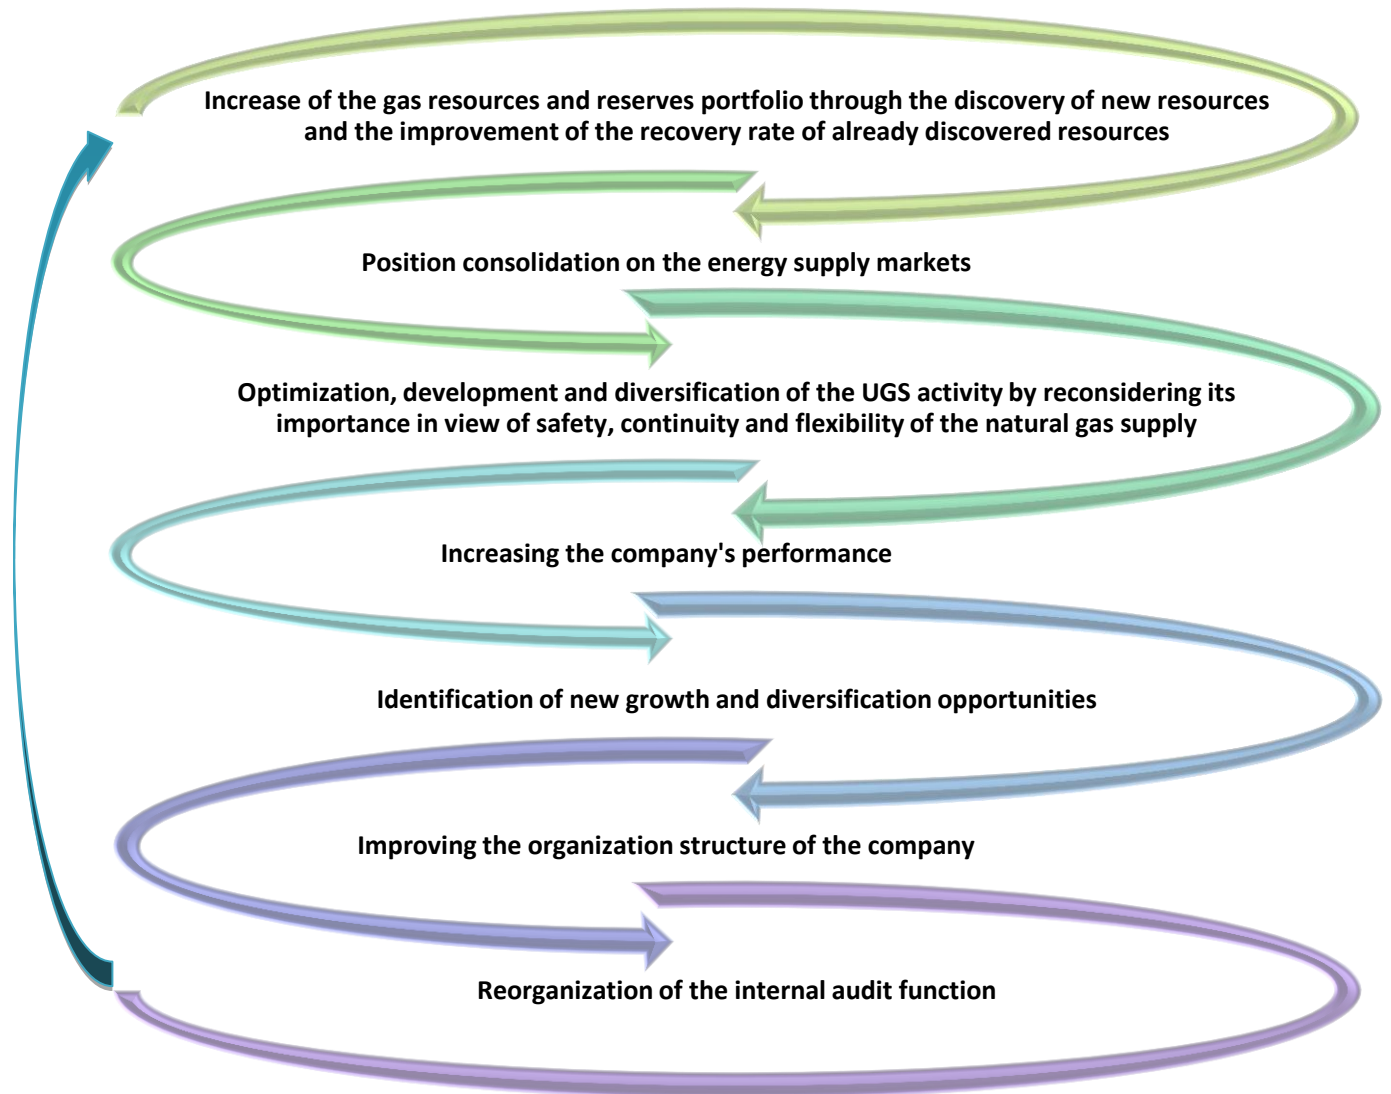 Increase of the gas resources and reserves portfolio through the discovery of new resources
and the improvement of the recovery rate of already discovered resources
Position consolidation on the energy supply markets
Optimization, development and diversification of the UGS activity by reconsidering its
importance in view of safety, continuity and flexibility of the natural gas supply
Increasing the company's performance
Identification of new growth and diversification opportunities
Improving the organization structure of the company
Reorganization of the internal audit function